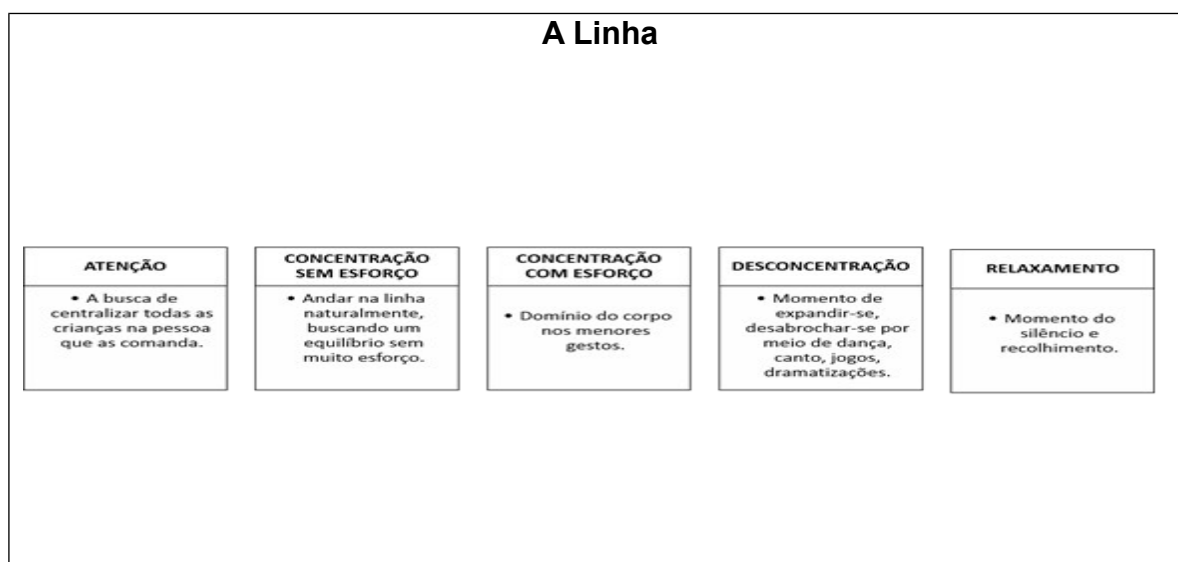 A Linha
ATENÇÃO
• A busca de
centralizar todas as
crianças na pessoa
que as comanda.
CONCENTRAÇÃO
SEM ESFORÇO
• Andar na linha
naturalmente,
buscando um
equilíbrio sem
muito esforço.
CONCENTRAÇÃO
COM ESFORÇO
• Domínio do corpo
nos menores
gestos.
DESCONCENTRAÇÃO
• Momento de
expandir-se,
desabrochar-se por
meio de dança,
canto, jogos,
dramatizações.
RELAXAMENTO
• Momento do
silêncio e
recolhimento.